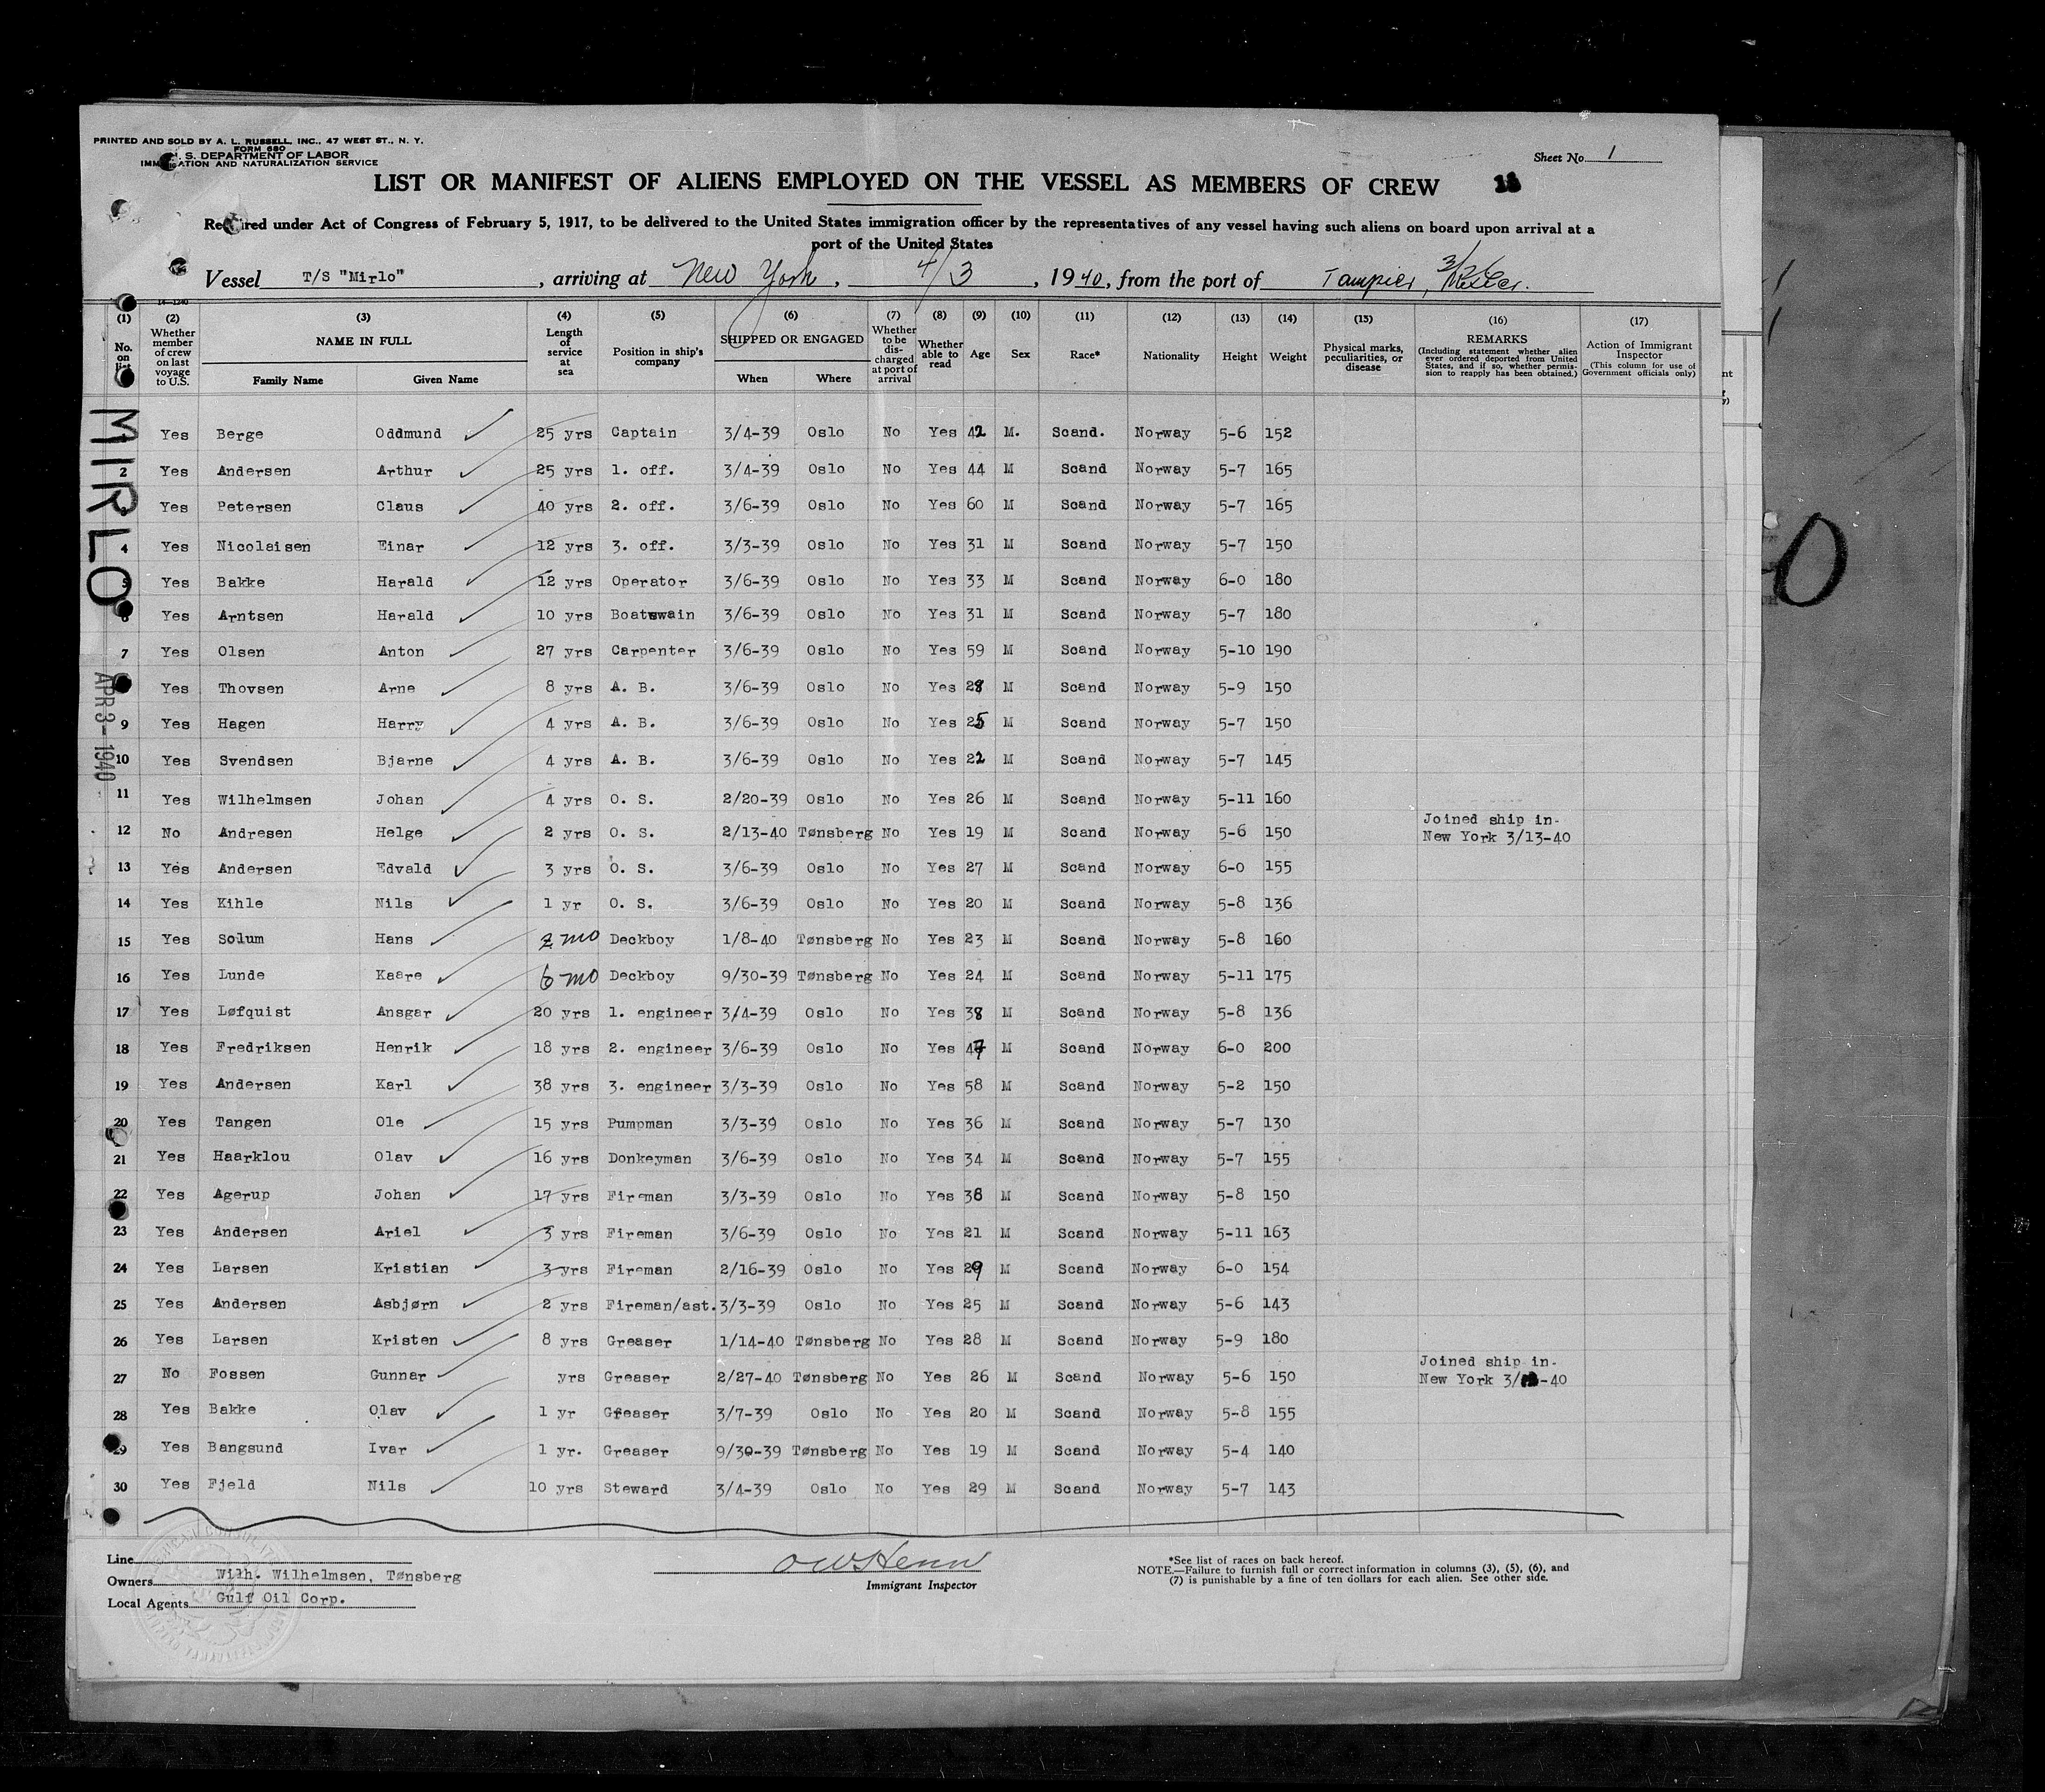 PRINTED AND SOLD BY A. L. RUSSELL, INC., 47 WEST ST., N. Y.
FORM 680
U. S. DEPARTMENT OF LABOR
IMMIGRATION AND NATURALIZATION SERVICE
Sheet No. 1
LIST OR MANIFEST OF ALIENS EMPLOYED ON THE VESSEL AS MEMBERS OF CREW
Required under Act of Congress of February 5, 1917, to be delivered to the United States immigration officer by the representatives of any vessel having such aliens on board upon arrival at a
port of the United States
Vessel T/S "Mirlo", arriving at New York, 4/3, 1940, from the port of 3/26
14—1240
(1) No. on list (2) Whether member of crew on last voyage to U.S. (3) NAME IN FULL Family Name Given Name (4) Length of service at sea (5) Position in ship's company (6) SHIPPED OR ENGAGED When Where (7) Whether to be discharged at port of arrival (8) Whether able to read (9) Age (10) Sex (11) Race* (12) Nationality (13) Height (14) Weight (15) Physical marks, peculiarities, or disease (16) REMARKS (Including statement whether alien ever ordered deported from United States, and if so, whether permission to reapply has been obtained.) (17) Action of Immigrant Inspector (This column for use of Government officials only)
MIRLO
APR 3 - 1940
Yes Berge Oddmund 25 yrs Captain 3/4-39 Oslo No Yes 42 M. Scand. Norway 5-6 152
2 Yes Andersen Arthur 25 yrs 1. off. 3/4-39 Oslo No Yes 44 M Scand Norway 5-7 165
Yes Petersen Claus 40 yrs 2. off. 3/6-39 Oslo No Yes 60 M Scand Norway 5-7 165
4 Yes Nicolaisen Einar 12 yrs 3. off. 3/3-39 Oslo No Yes 31 M Scand Norway 5-7 150
5 Yes Bakke Harald 12 yrs Operator 3/6-39 Oslo No Yes 33 M Scand Norway 6-0 180
6 Yes Arntsen Harald 10 yrs Boatswain 3/6-39 Oslo No Yes 31 M Scand Norway 5-7 180
7 Yes Olsen Anton 27 yrs Carpenter 3/6-39 Oslo No Yes 59 M Scand Norway 5-10 190
Yes Thovsen Arne 8 yrs A. B. 3/6-39 Oslo No Yes 28 M Scand Norway 5-9 150
9 Yes Hagen Harry 4 yrs A. B. 3/6-39 Oslo No Yes 25 M Scand Norway 5-7 150
10 Yes Svendsen Bjarne 4 yrs A. B. 3/6-39 Oslo No Yes 22 M Scand Norway 5-7 145
11 Yes Wilhelmsen Johan 4 yrs O. S. 2/20-39 Oslo No Yes 26 M Scand Norway 5-11 160
12 No Andresen Helge 2 yrs O. S. 2/13-40 Tønsberg No Yes 19 M Scand Norway 5-6 150 Joined ship in- New York 3/13-40
13 Yes Andersen Edvald 3 yrs O. S. 3/6-39 Oslo No Yes 27 M Scand Norway 6-0 155
14 Yes Kihle Nils 1 yr O. S. 3/6-39 Oslo No Yes 20 M Scand Norway 5-8 136
15 Yes Solum Hans 2 mo Deckboy 1/8-40 Tønsberg No Yes 23 M Scand Norway 5-8 160
16 Yes Lunde Kaare 6 mo Deckboy 9/30-39 Tønsberg No Yes 24 M Scand Norway 5-11 175
17 Yes Løfquist Ansgar 20 yrs 1. engineer 3/4-39 Oslo No Yes 38 M Scand Norway 5-8 136
18 Yes Fredriksen Henrik 18 yrs 2. engineer 3/6-39 Oslo No Yes 47 M Scand Norway 6-0 200
19 Yes Andersen Karl 38 yrs 3. engineer 3/3-39 Oslo No Yes 58 M Scand Norway 5-2 150
20 Yes Tangen Ole 15 yrs Pumpman 3/3-39 Oslo No Yes 36 M Scand Norway 5-7 130
21 Yes Haarklou Olav 16 yrs Donkeyman 3/6-39 Oslo No Yes 34 M Scand Norway 5-7 155
22 Yes Agerup Johan 17 yrs Fireman 3/3-39 Oslo No Yes 38 M Scand Norway 5-8 150
23 Yes Andersen Ariel 3 yrs Fireman 3/6-39 Oslo No Yes 21 M Scand Norway 5-11 163
24 Yes Larsen Kristian 3 yrs Fireman 2/16-39 Oslo No Yes 29 M Scand Norway 6-0 154
25 Yes Andersen Asbjørn 2 yrs Fireman/ast. 3/3-39 Oslo No Yes 25 M Scand Norway 5-6 143
26 Yes Larsen Kristen 8 yrs Greaser 1/14-40 Tønsberg No Yes 28 M Scand Norway 5-9 180
27 No Fossen Gunnar yrs Greaser 2/27-40 Tønsberg No Yes 26 M Scand Norway 5-6 150 Joined ship in- New York
28 Yes Bakke Olav 1 yr Greaser 3/7-39 Oslo No Yes 20 M Scand Norway 5-8 155
29 Yes Bangsund Ivar 1 yr. Greaser 9/30-39 Tønsberg No Yes 19 M Scand Norway 5-4 140
30 Yes Fjeld Nils 10 yrs Steward 3/4-39 Oslo No Yes 29 M Scand Norway 5-7 143
Line
Owners Wilh. Wilhelmsen, Tønsberg
Local Agents Gulf Oil Corp.
Immigrant Inspector
*See list of races on back hereof.
NOTE.—Failure to furnish full or correct information in columns (3), (5), (6), and
(7) is punishable by a fine of ten dollars for each alien. See other side.